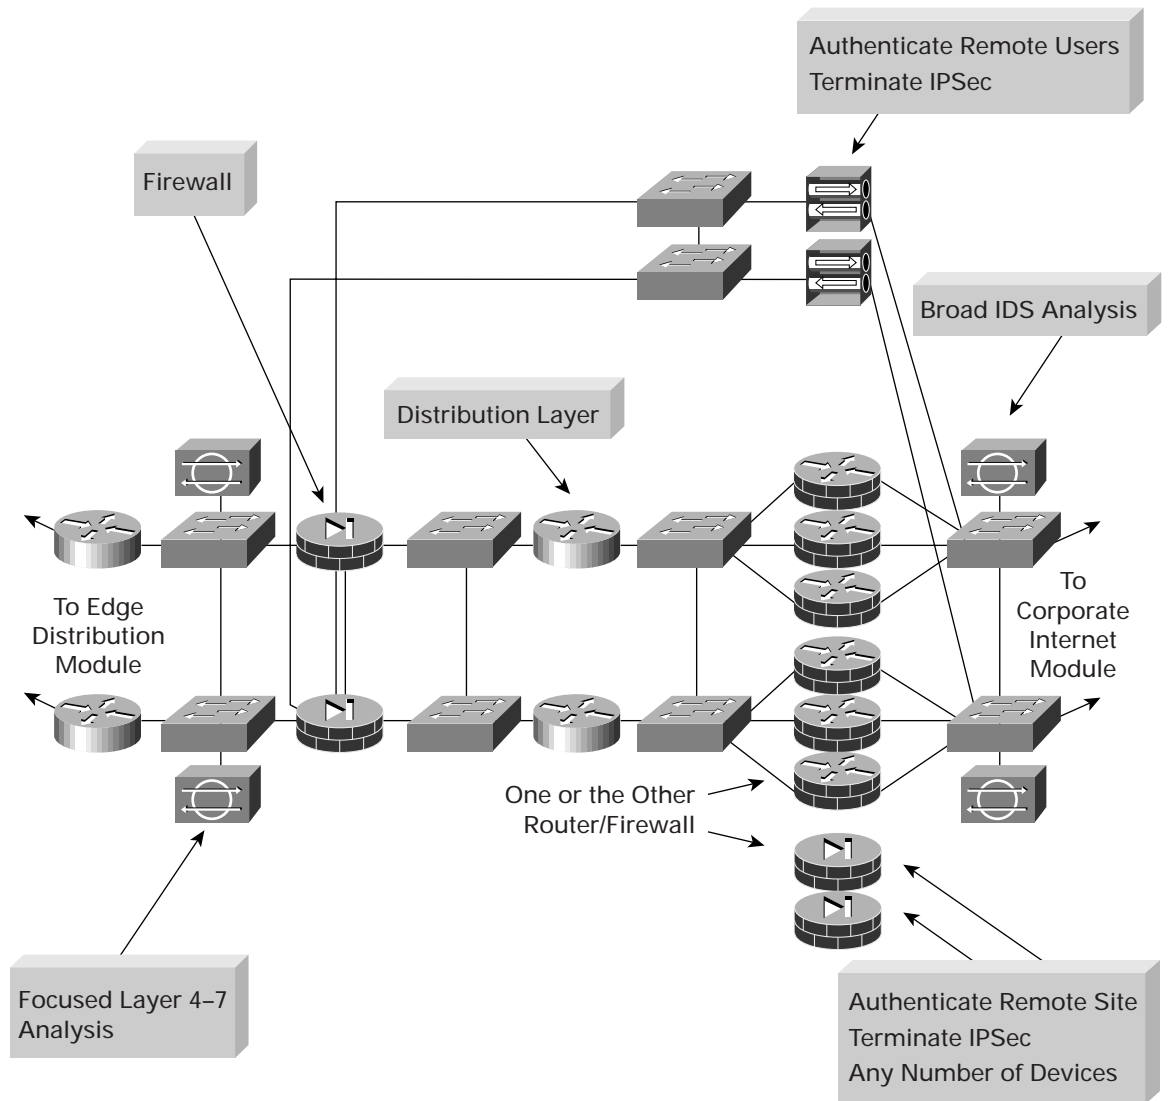 Authenticate Remote Users
Terminate IPSec
Firewall
Broad IDS Analysis
Distribution Layer
To Edge
Distribution
Module
To
Corporate
Internet
Module
One or the Other
Router/Firewall
Focused Layer 4–7
Analysis
Authenticate Remote Site
Terminate IPSec
Any Number of Devices